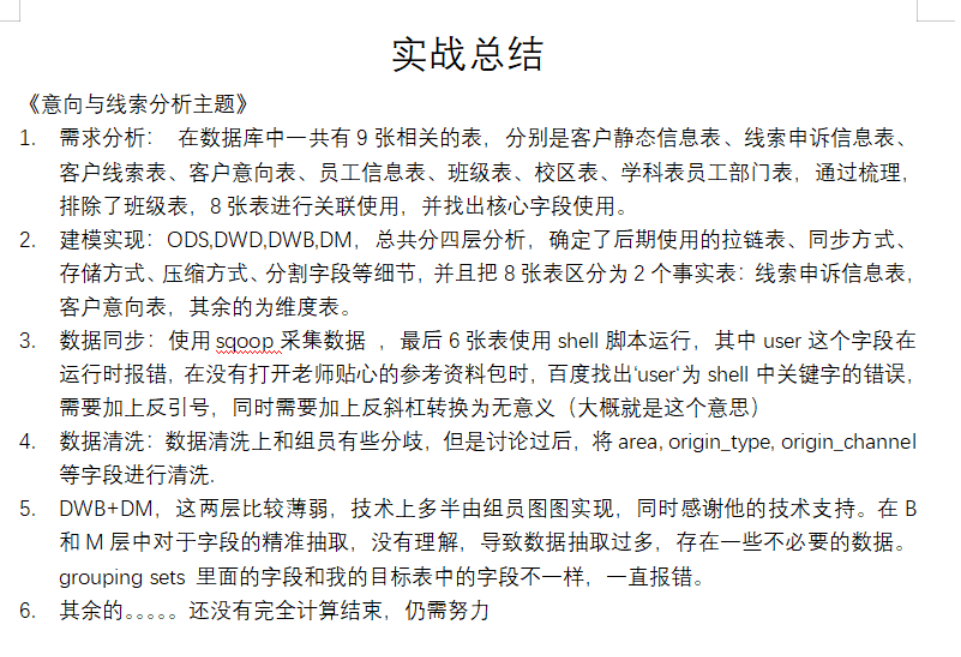 实战总结
《意向与线索分析主题》
1. 需求分析： 在数据库中一共有 9 张相关的表，分别是客户静态信息表、线索申诉信息表、
客户线索表、客户意向表、员工信息表、班级表、校区表、学科表员工部门表，通过梳理，
排除了班级表，8 张表进行关联使用，并找出核心字段使用。
2. 建模实现：ODS,DWD,DWB,DM，总共分四层分析，确定了后期使用的拉链表、同步方式、
存储方式、压缩方式、分割字段等细节，并且把 8 张表区分为 2 个事实表：线索申诉信息表，
客户意向表，其余的为维度表。
3. 数据同步：使用 sqoop 采集数据 ，最后 6 张表使用 shell 脚本运行，其中 user 这个字段在
运行时报错，在没有打开老师贴心的参考资料包时，百度找出‘user‘为 shell 中关键字的错误，
需要加上反引号，同时需要加上反斜杠转换为无意义（大概就是这个意思）
4. 数据清洗：数据清洗上和组员有些分歧，但是讨论过后，将 area, origin_type, origin_channel
等字段进行清洗.
5. DWB+DM，这两层比较薄弱，技术上多半由组员图图实现，同时感谢他的技术支持。在 B
和 M 层中对于字段的精准抽取，没有理解，导致数据抽取过多，存在一些不必要的数据。
grouping sets 里面的字段和我的目标表中的字段不一样，一直报错。
6. 其余的。。。。。还没有完全计算结束，仍需努力